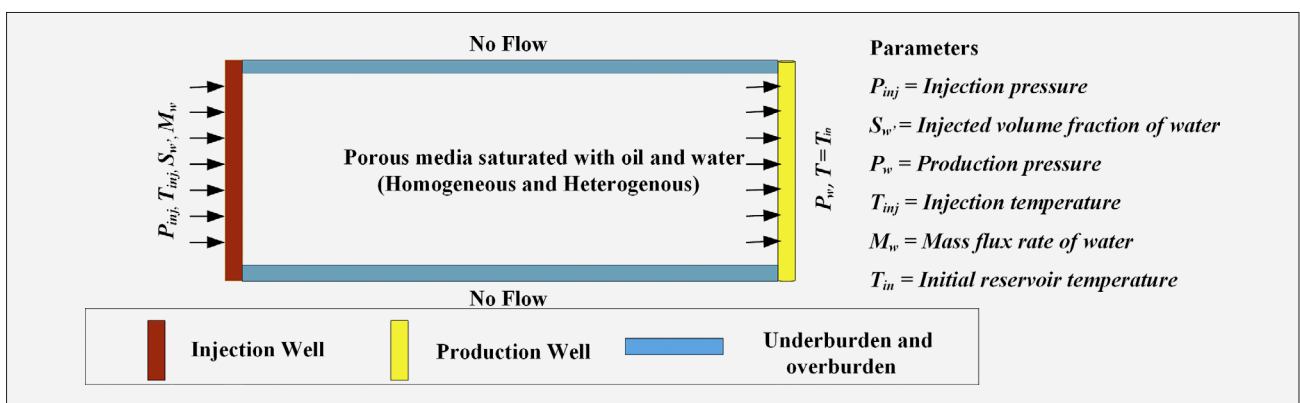 No Flow
P_inj, T_inj, S_w', M_w
Porous media saturated with oil and water
(Homogeneous and Heterogenous)
P_w, T=T_in
No Flow
Parameters
P_inj = Injection pressure
S_w' = Injected volume fraction of water
P_w = Production pressure
T_inj = Injection temperature
M_w = Mass flux rate of water
T_in = Initial reservoir temperature
Injection Well
Production Well
Underburden and
overburden